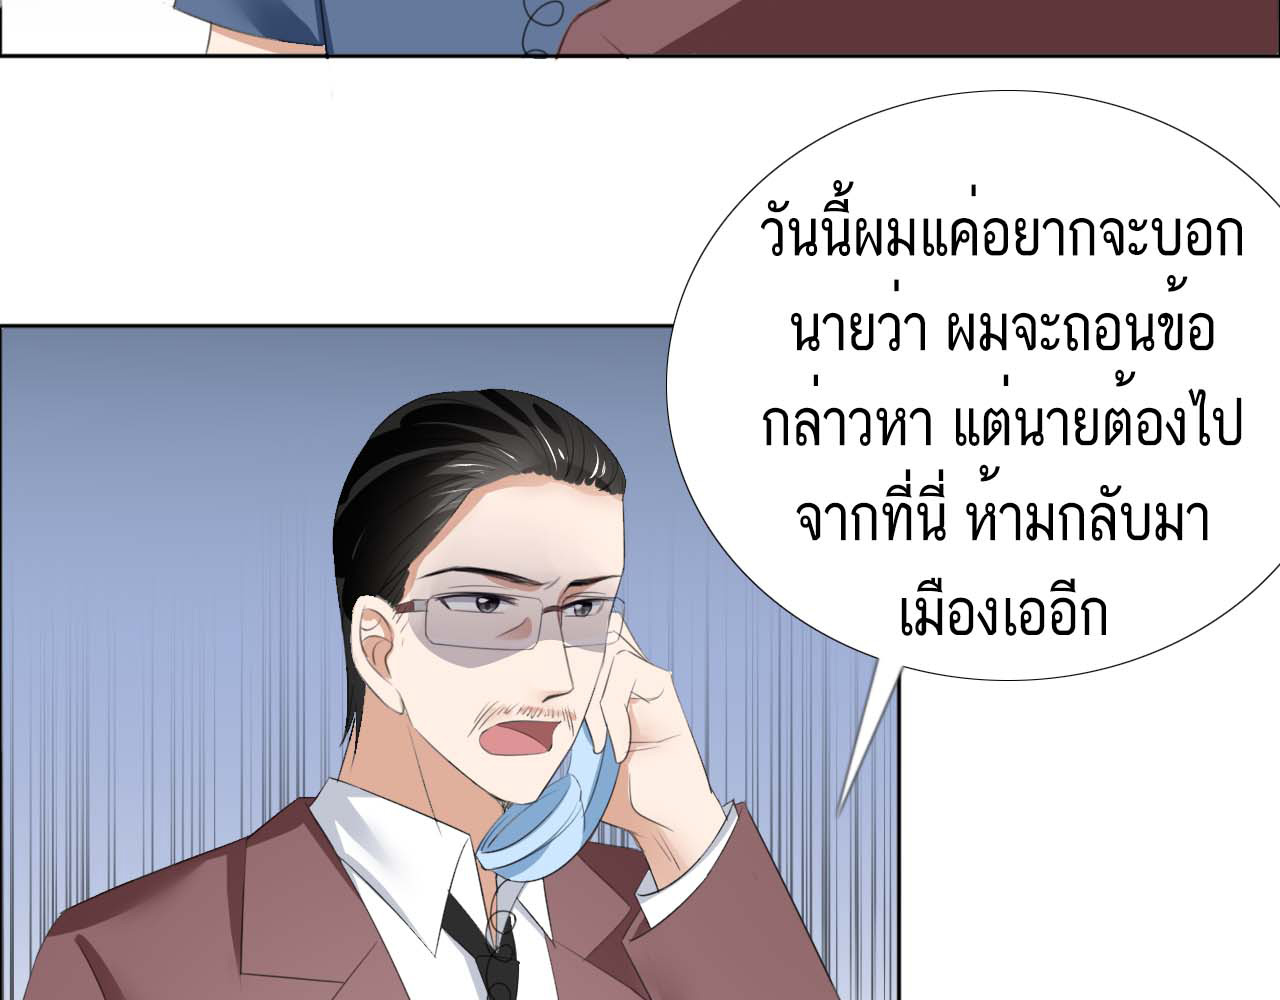 วันนี้ผมแค่อยากจะบอก
นายว่า ผมจะถอนข้อ
กล่าวหา แต่นายต้องไป
จากที่นี่ ห้ามกลับมา
เมืองเออีก